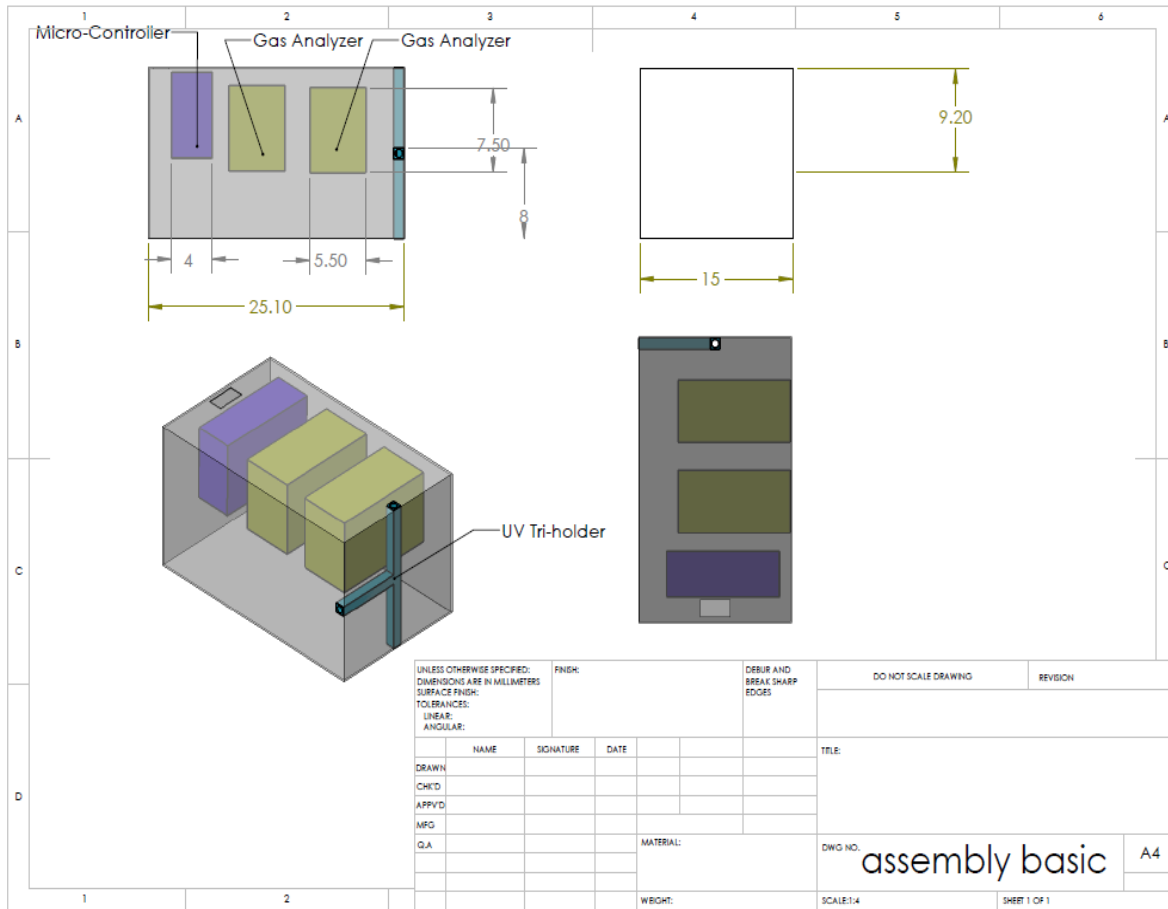 1 2 3 4 5 6
Micro-Controller
Gas Analyzer Gas Analyzer
A A
7.50
9.20
8
4 5.50
15
25.10
B B
UV Tri-holder
C C
UNLESS OTHERWISE SPECIFIED:
DIMENSIONS ARE IN MILLIMETERS
SURFACE FINISH:
TOLERANCES:
LINEAR:
ANGULAR:
FINISH:
DEBUR AND
BREAK SHARP
EDGES
DO NOT SCALE DRAWING
REVISION
NAME SIGNATURE DATE
TITLE:
DRAWN
CHK'D
APPV'D
MFG
Q.A
D
MATERIAL:
DWG NO.
assembly basic
A4
WEIGHT:
SCALE:1:4
SHEET 1 OF 1
1 2